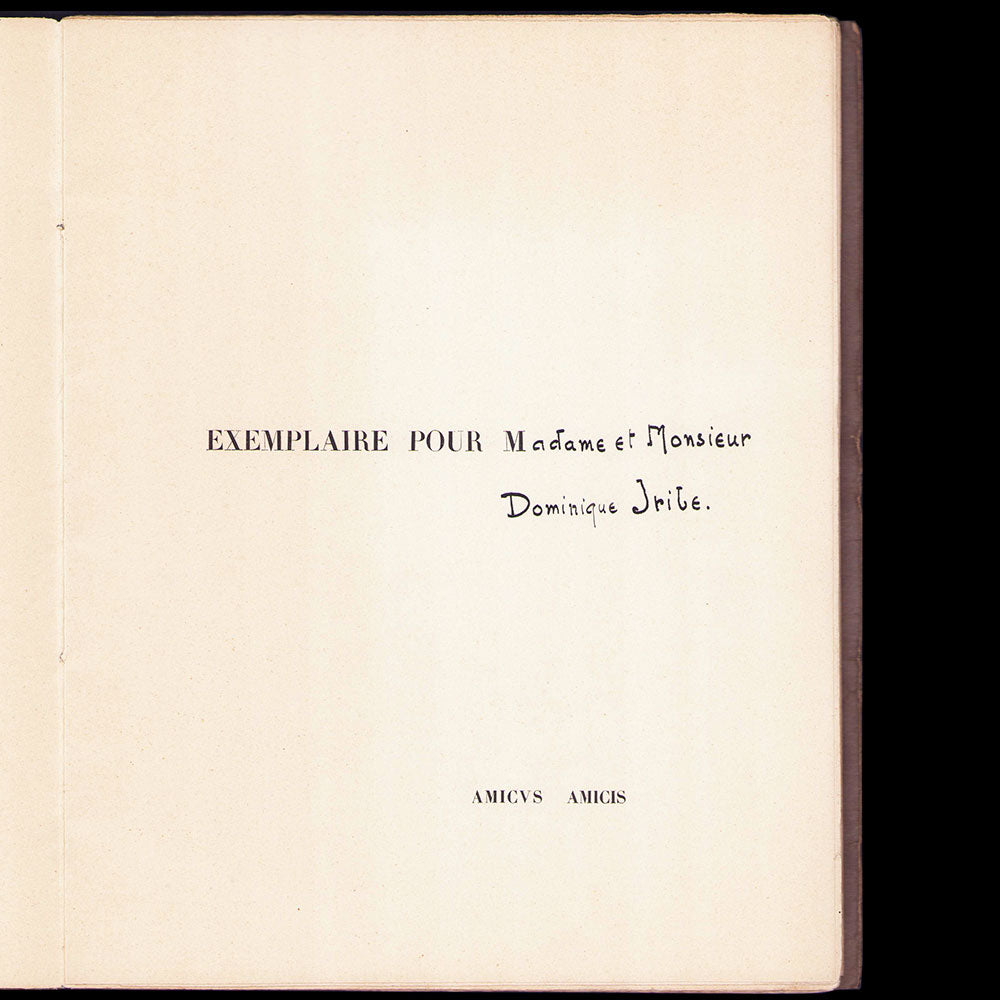 EXEMPLAIRE POUR Madame et Monsieur
Dominique Iribe.
AMICVS AMICIS